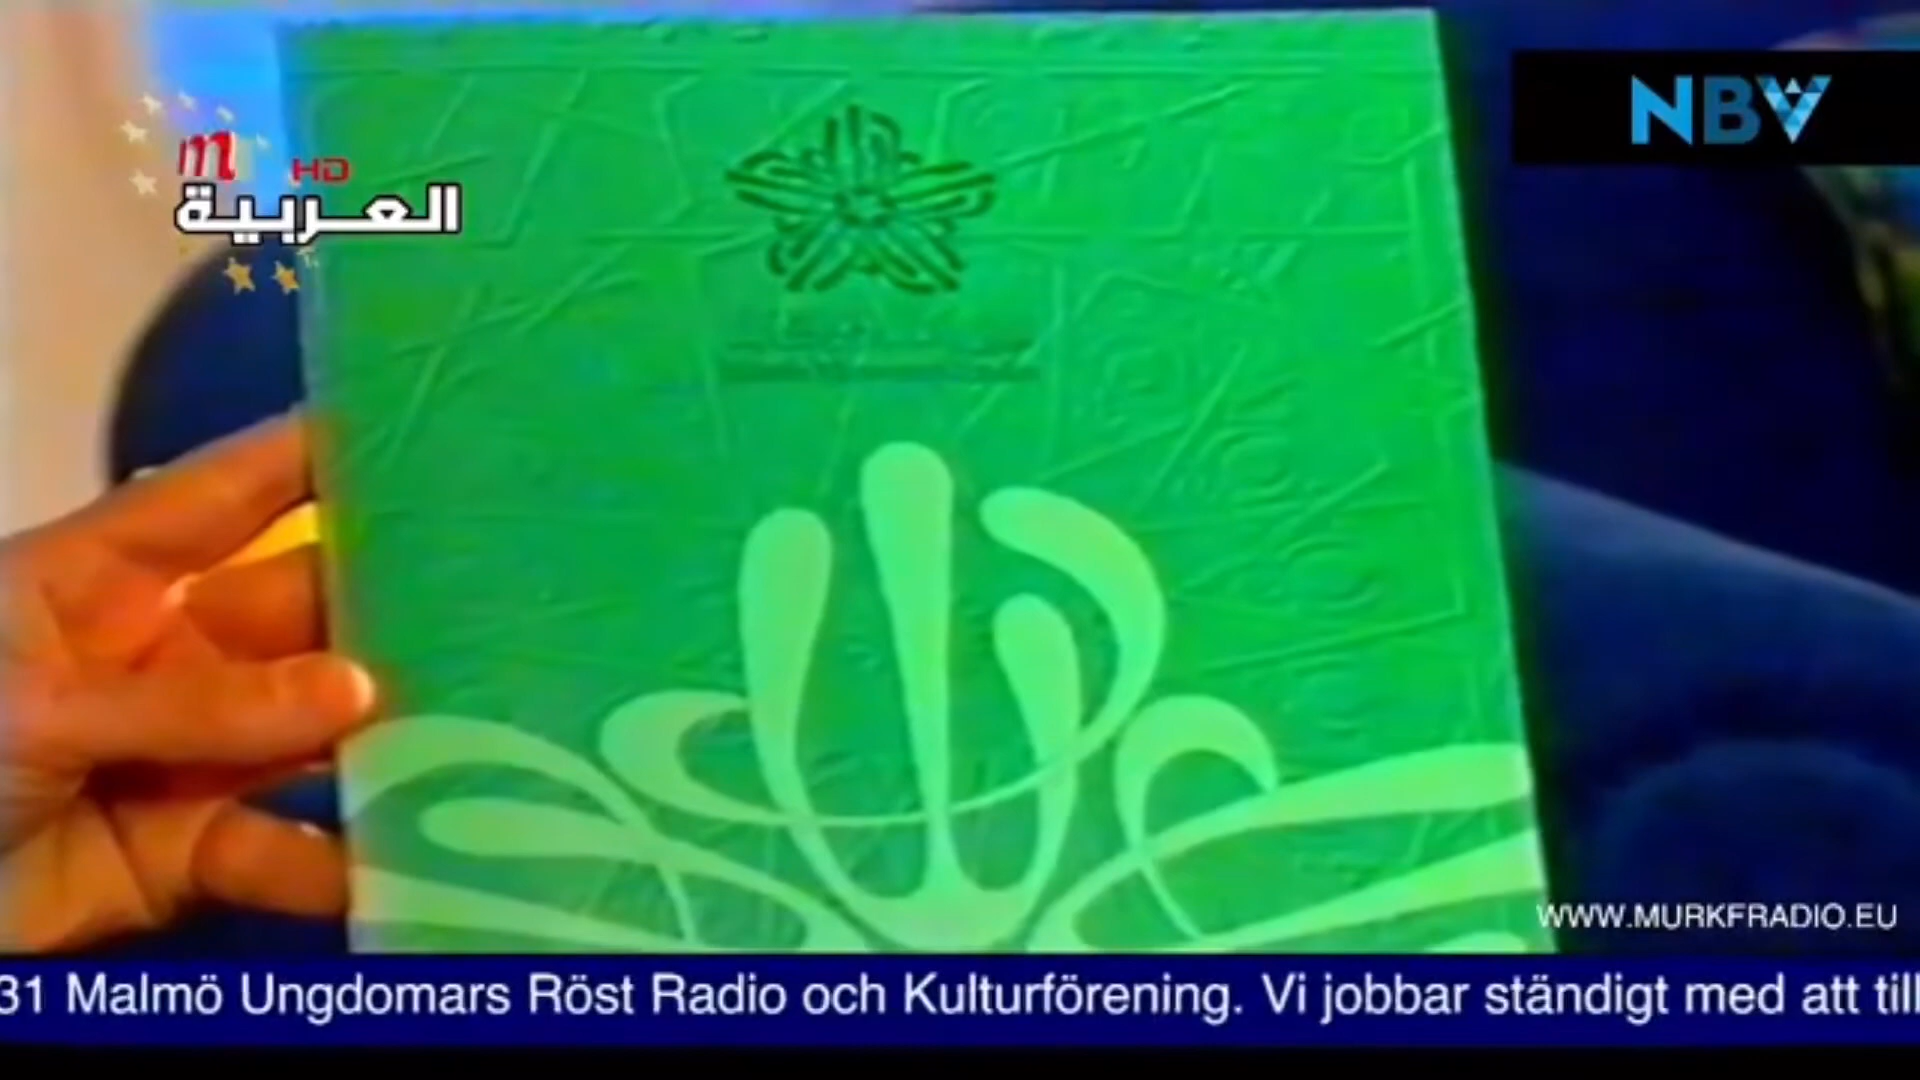 NBV
HD
العربية
WWW.MURKFRADIO.EU
31 Malmö Ungdomars Röst Radio och Kulturförening. Vi jobbar ständigt med att till